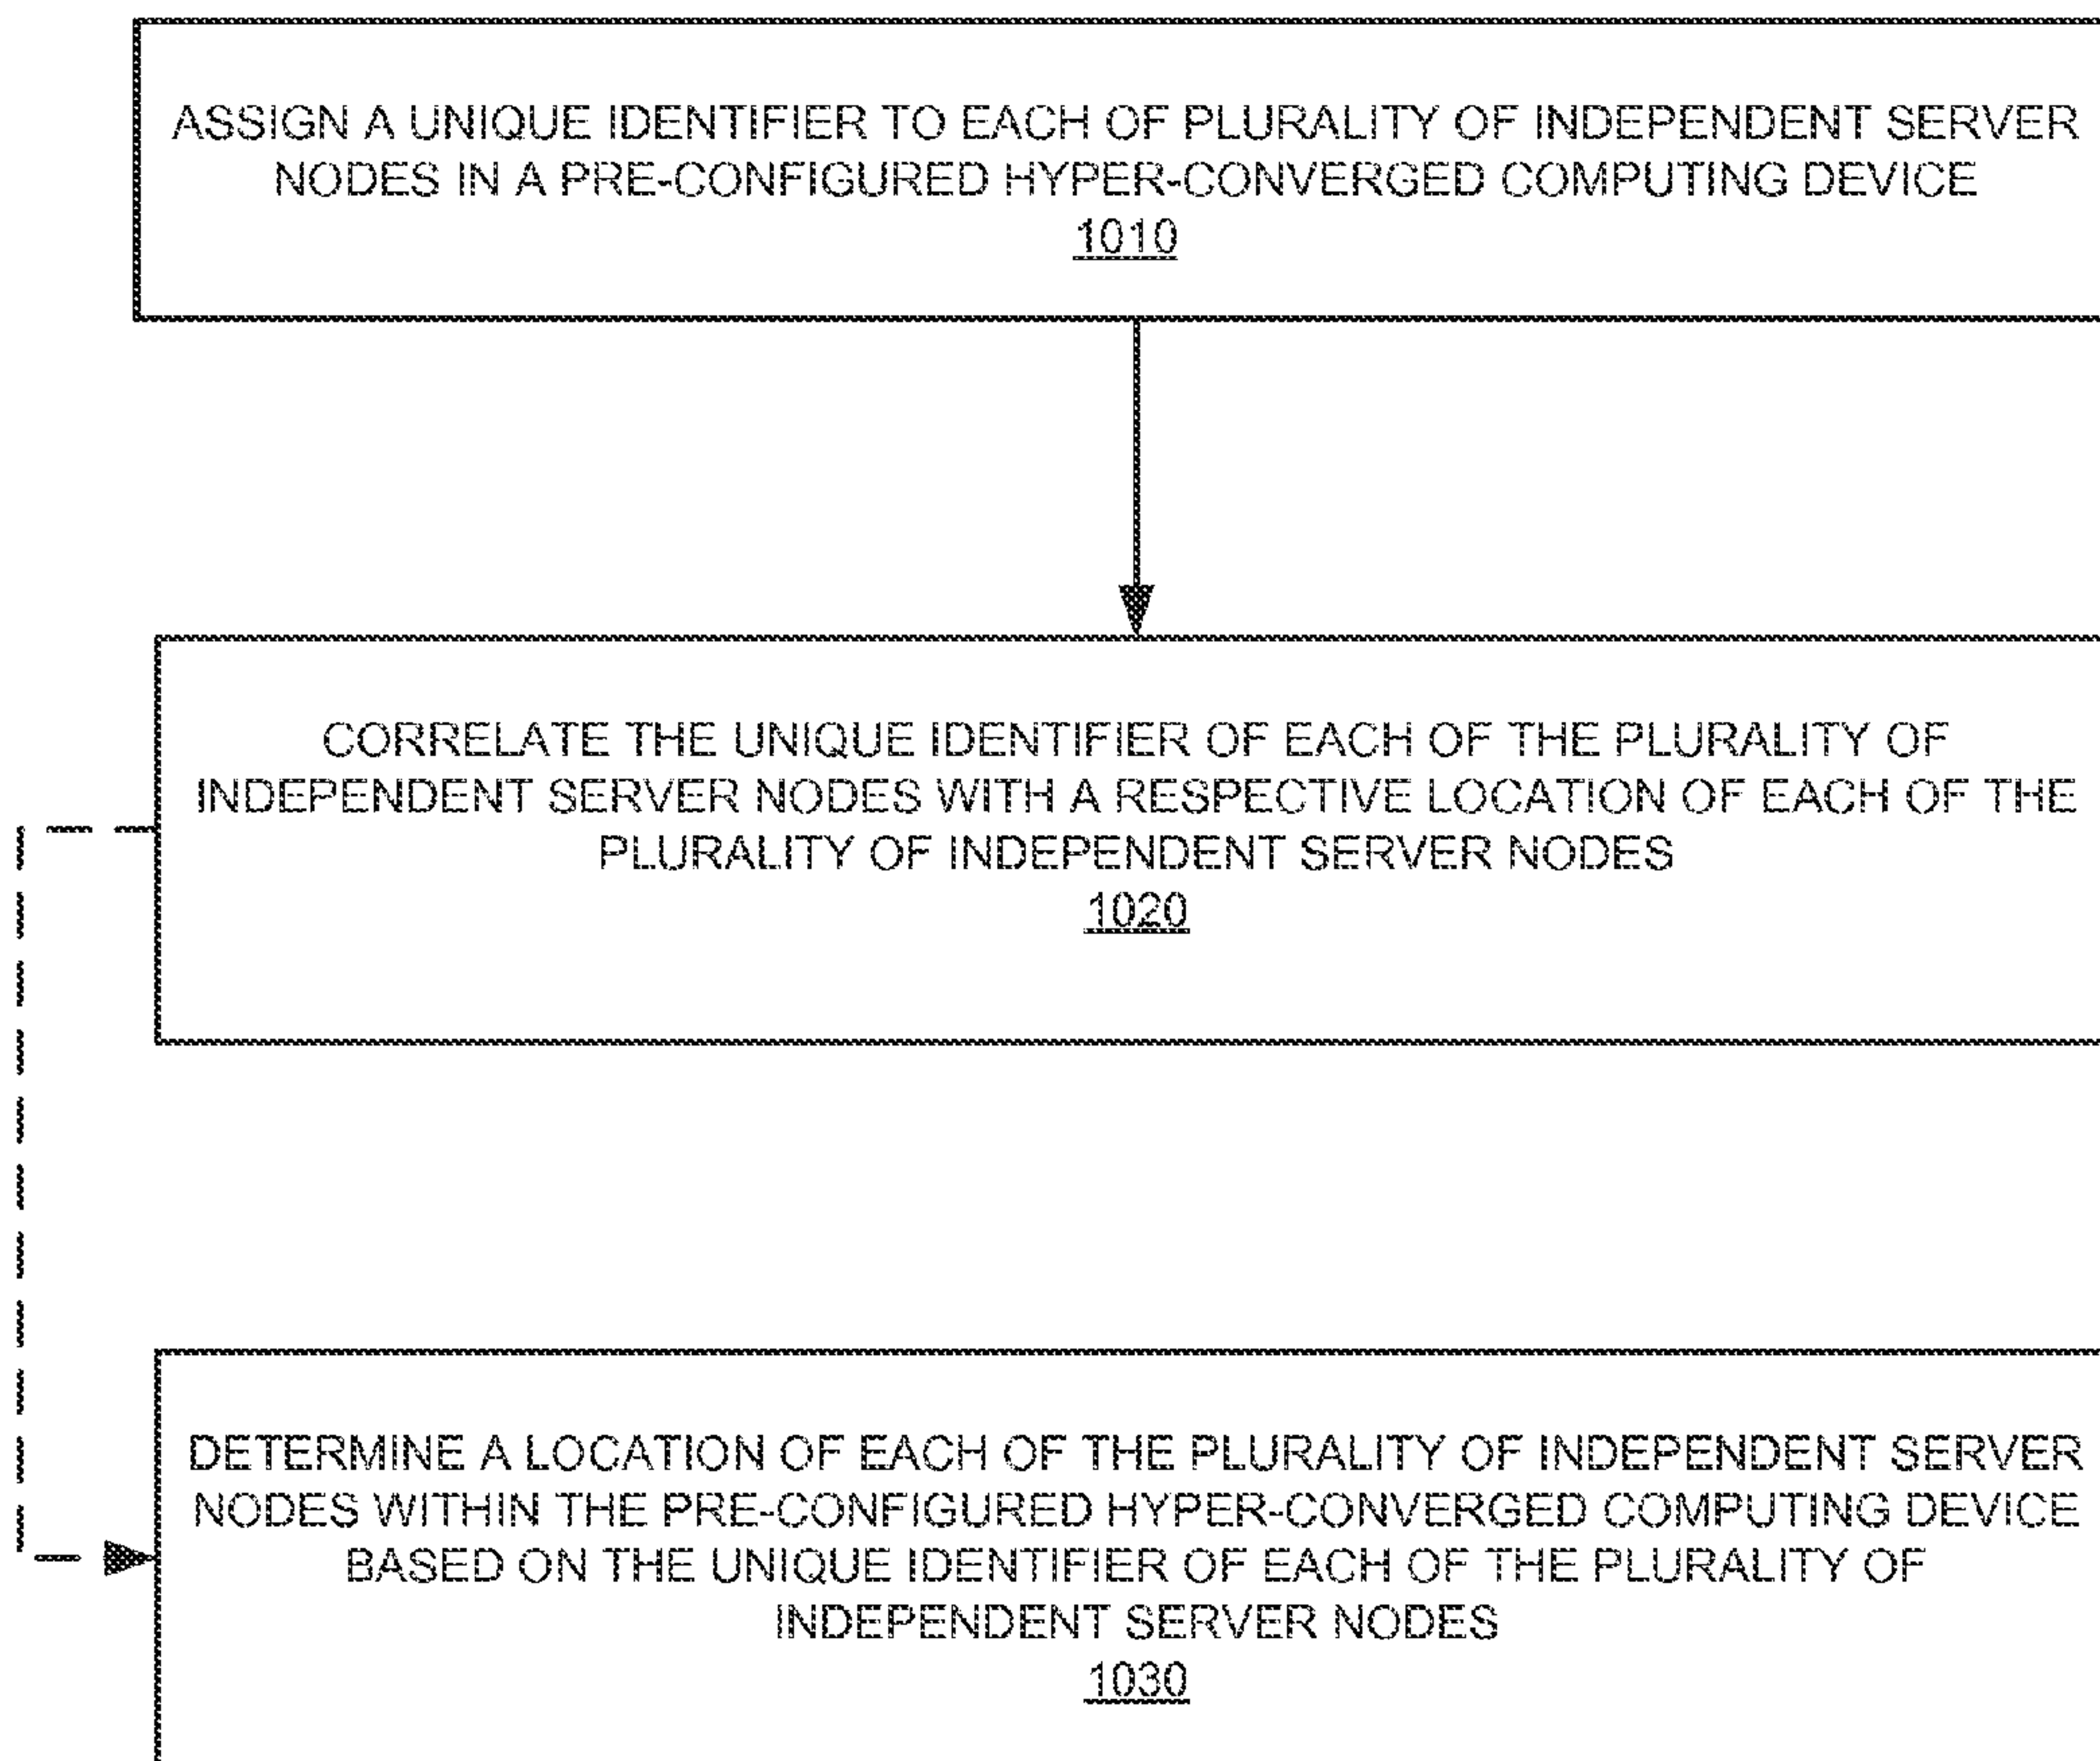 ASSIGN A UNIQUE IDENTIFIER TO EACH OF PLURALITY OF INDEPENDENT SERVER
NODES IN A PRE-CONFIGURED HYPER-CONVERGED COMPUTING DEVICE
1010
CORRELATE THE UNIQUE IDENTIFIER OF EACH OF THE PLURALITY OF
INDEPENDENT SERVER NODES WITH A RESPECTIVE LOCATION OF EACH OF THE
PLURALITY OF INDEPENDENT SERVER NODES
1020
DETERMINE A LOCATION OF EACH OF THE PLURALITY OF INDEPENDENT SERVER
NODES WITHIN THE PRE-CONFIGURED HYPER-CONVERGED COMPUTING DEVICE
BASED ON THE UNIQUE IDENTIFIER OF EACH OF THE PLURALITY OF
INDEPENDENT SERVER NODES
1030